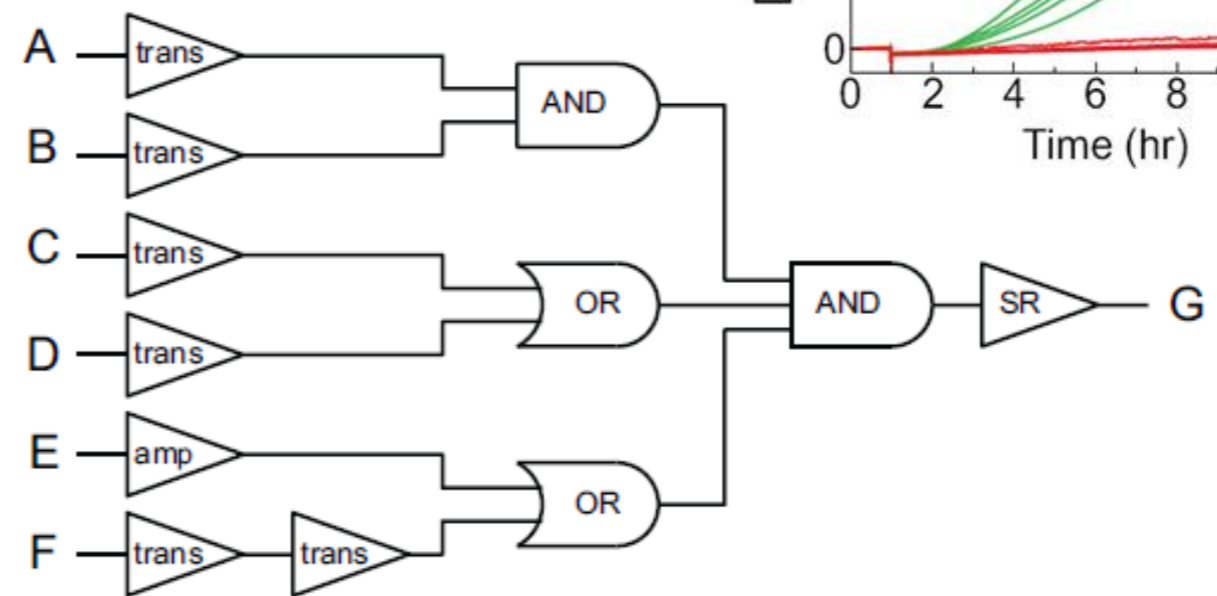 A trans
B trans
AND
C trans
D trans
OR
E amp
F trans trans
OR
AND
SR
G
0
0 2 4 6 8
Time (hr)